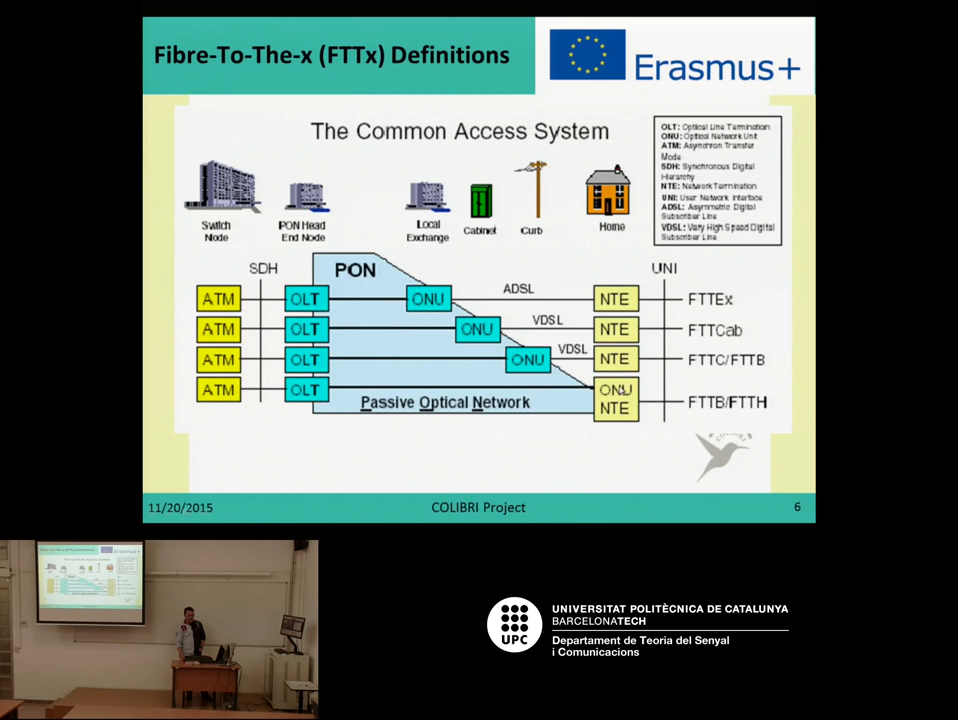 Fibre-To-The-x (FTTx) Definitions
Erasmus+
The Common Access System
OLT: Optical Line Termination
ONU: Optical Network Unit
ATM: Asynchron Transfer
Mode
SDH: Synchronous Digital
Hierarchy
NTE: Network Termination
UNI: User Network Interface
ADSL: Asymmetric Digital
Subscriber Line
VDSL: Very High Speed Digital
Subscriber Line
Switch
Node
PON Head
End Node
Local
Exchange
Cabinet
Curb
Home
SDH
PON
UNI
ATM OLT ONU ADSL NTE FTTEx
ATM OLT ONU VDSL NTE FTTCab
ATM OLT ONU VDSL NTE FTTC/FTTB
ATM OLT ONU
NTE FTTB/FTTH
Passive Optical Network
11/20/2015 COLIBRI Project 6
UPC
UNIVERSITAT POLITÈCNICA DE CATALUNYA
BARCELONATECH
Departament de Teoria del Senyal
i Comunicacions